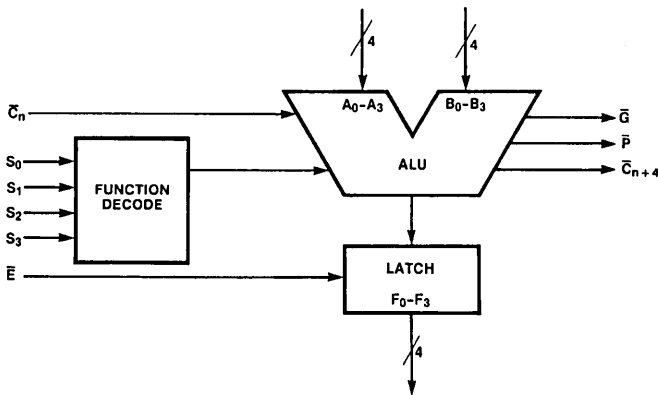 4 4
A₀–A₃ B₀–B₃
C̅ₙ
G̅
P̅
ALU
C̅ₙ₊₄
S₀
S₁
S₂
S₃
FUNCTION
DECODE
E̅
LATCH
F₀–F₃
4